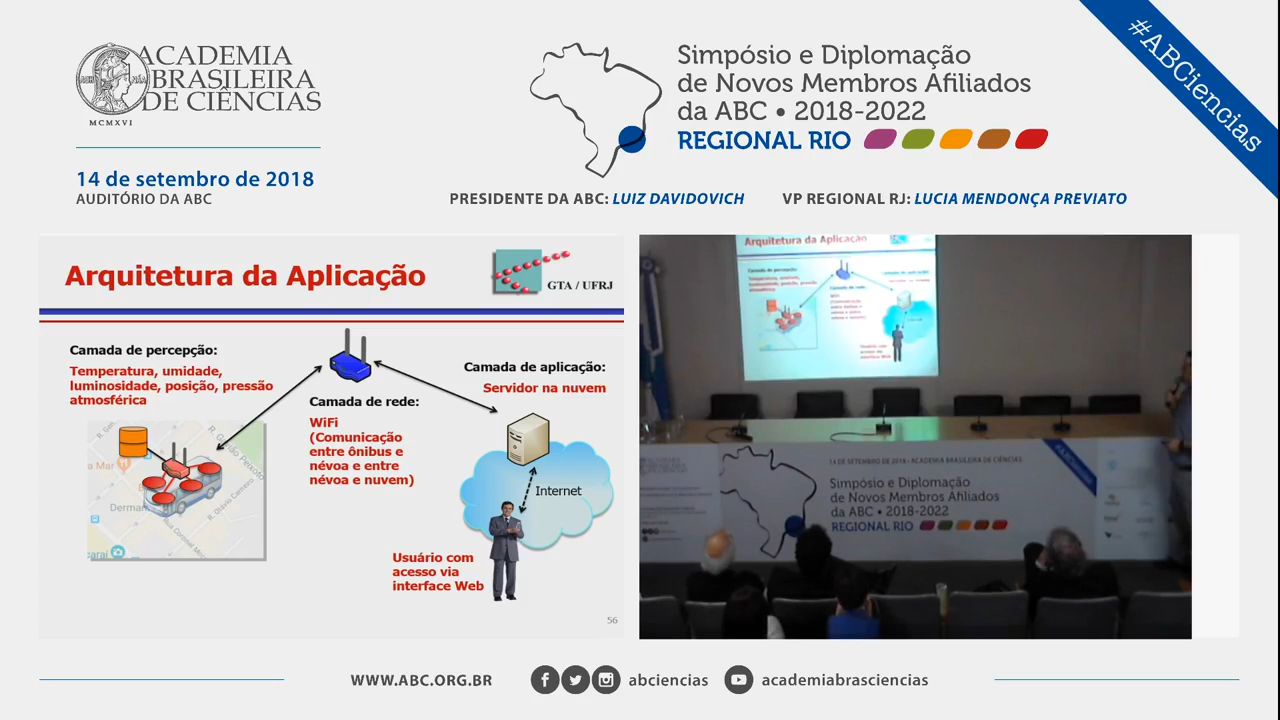 ACADEMIA
BRASILEIRA
DE CIÊNCIAS
MCMXVI
14 de setembro de 2018
AUDITÓRIO DA ABC
Simpósio e Diplomação
de Novos Membros Afiliados
da ABC • 2018-2022
REGIONAL RIO
#ABCiencias
PRESIDENTE DA ABC: LUIZ DAVIDOVICH
VP REGIONAL RJ: LUCIA MENDONÇA PREVIATO
Arquitetura da Aplicação
GTA / UFRJ
Camada de percepção:
Temperatura, umidade,
luminosidade, posição, pressão
atmosférica
Camada de rede:
WiFi
(Comunicação
entre ônibus e
névoa e entre
névoa e nuvem)
Camada de aplicação:
Servidor na nuvem
Internet
Usuário com
acesso via
interface Web
56
Arquitetura da Aplicação
14 DE SETEMBRO DE 2018 • ACADEMIA BRASILEIRA DE CIÊNCIAS
Simpósio e Diplomação
de Novos Membros Afiliados
da ABC • 2018-2022
REGIONAL RIO
WWW.ABC.ORG.BR
abciencias
academiabrasciencias